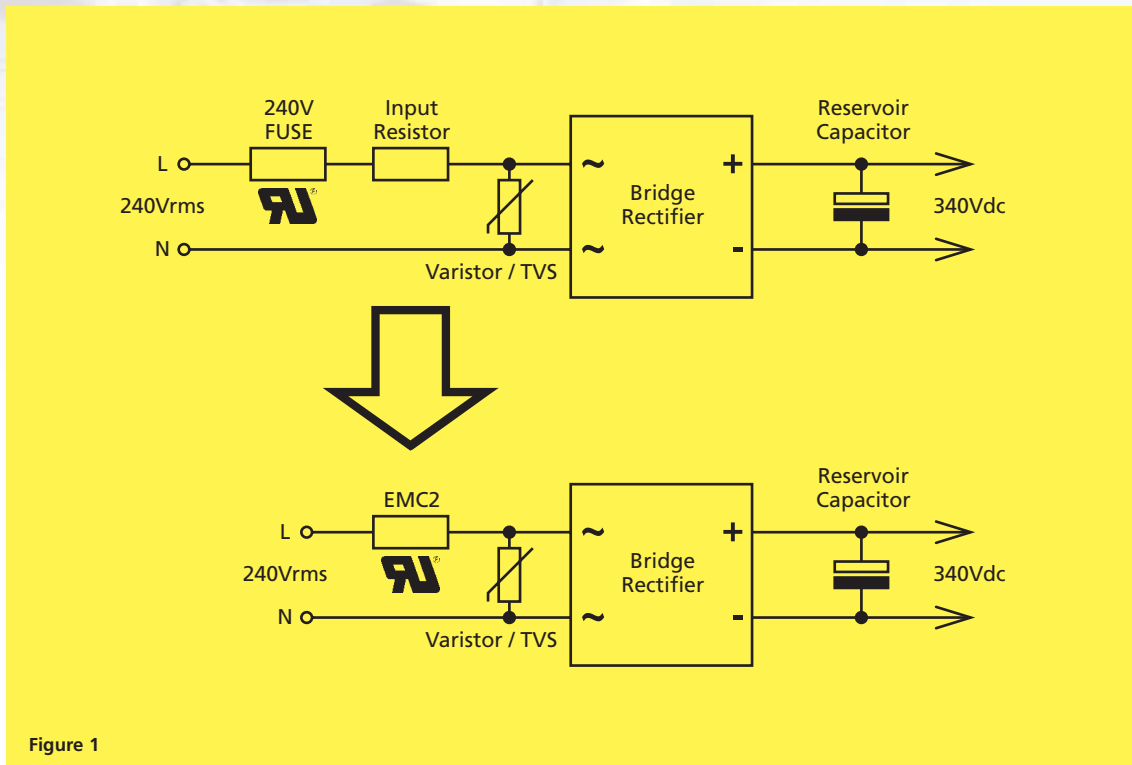 240V
FUSE
Input
Resistor
Reservoir
Capacitor
L
240Vrms
N
~
~
Bridge
Rectifier
+
-
340Vdc
Varistor / TVS
EMC2
Reservoir
Capacitor
L
240Vrms
N
~
~
Bridge
Rectifier
+
-
340Vdc
Varistor / TVS
Figure 1